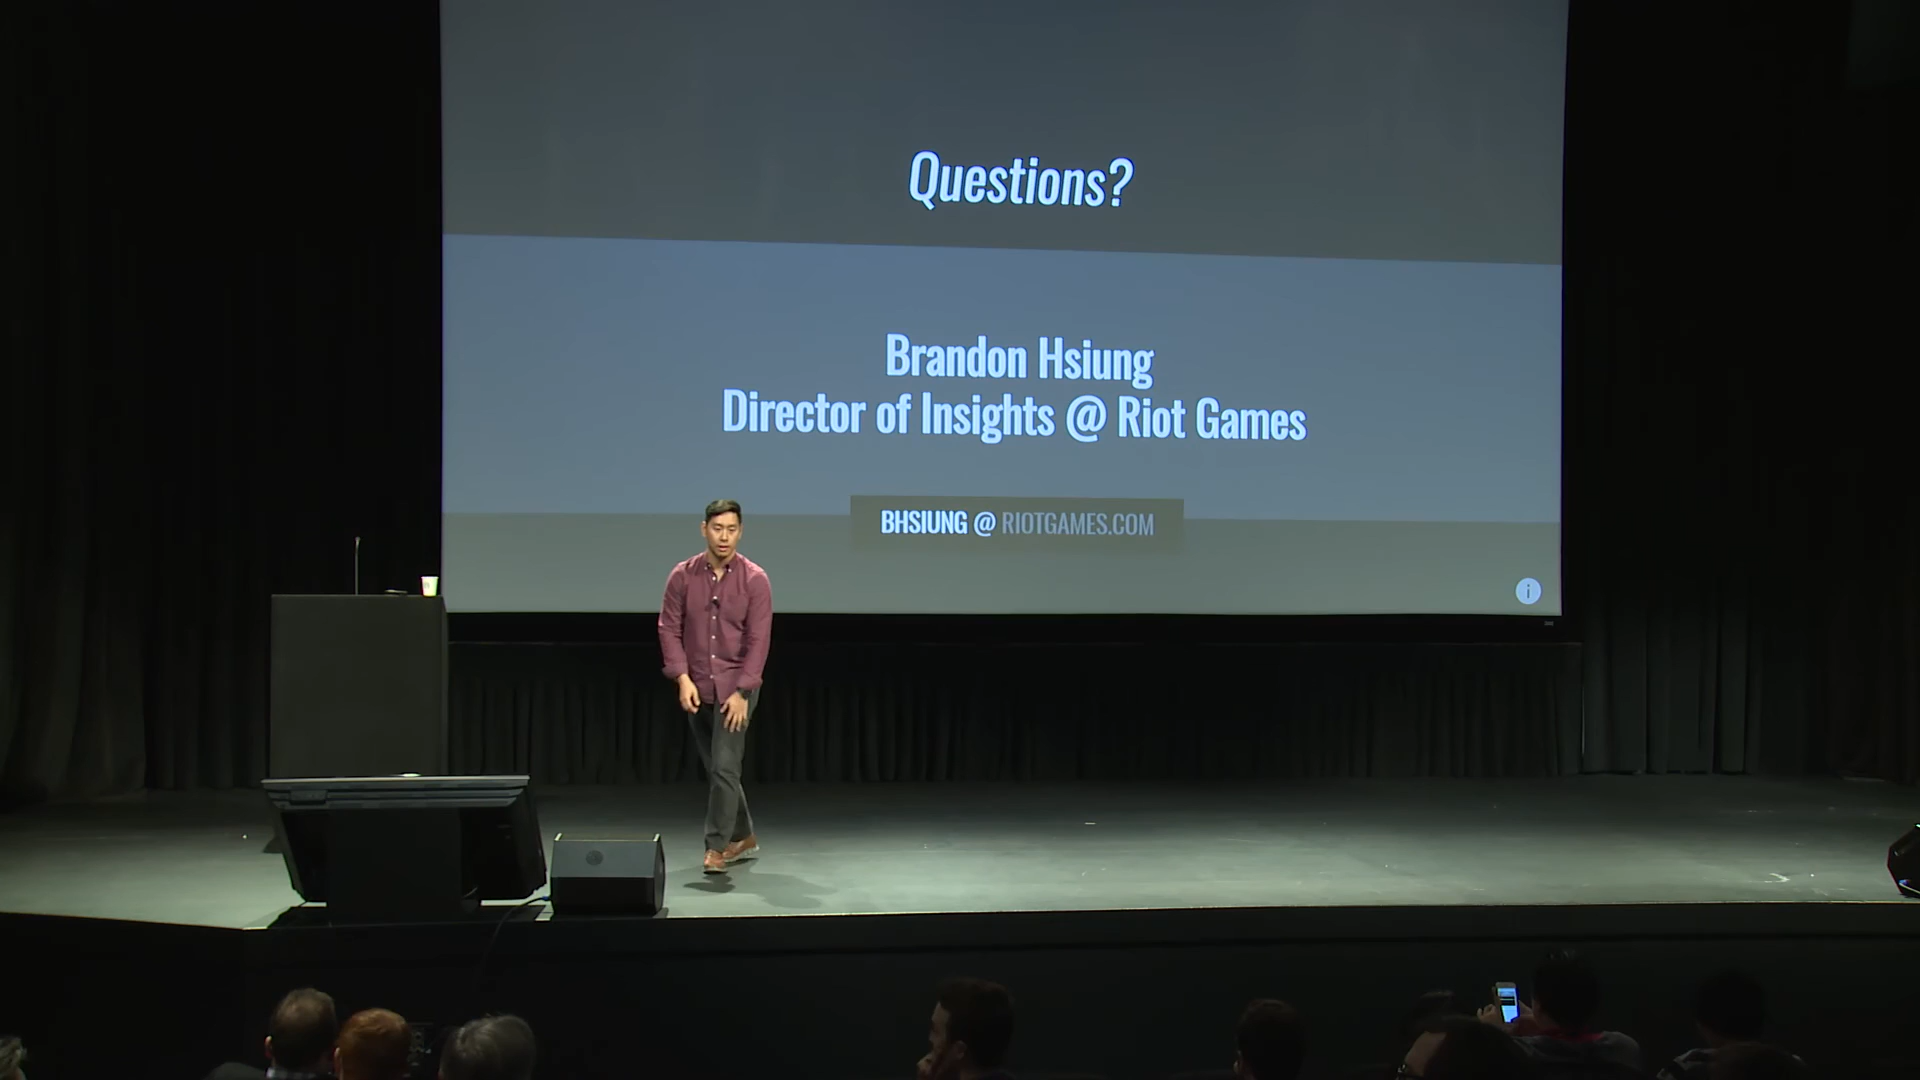 Questions?
Brandon Hsiung
Director of Insights @ Riot Games
BHSIUNG @ RIOTGAMES.COM
i